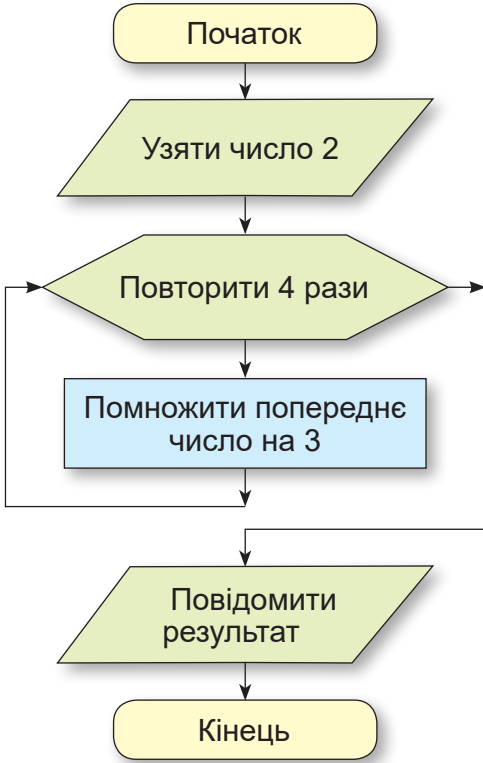 Початок
Узяти число 2
Повторити 4 рази
Помножити попереднє
число на 3
Повідомити
результат
Кінець